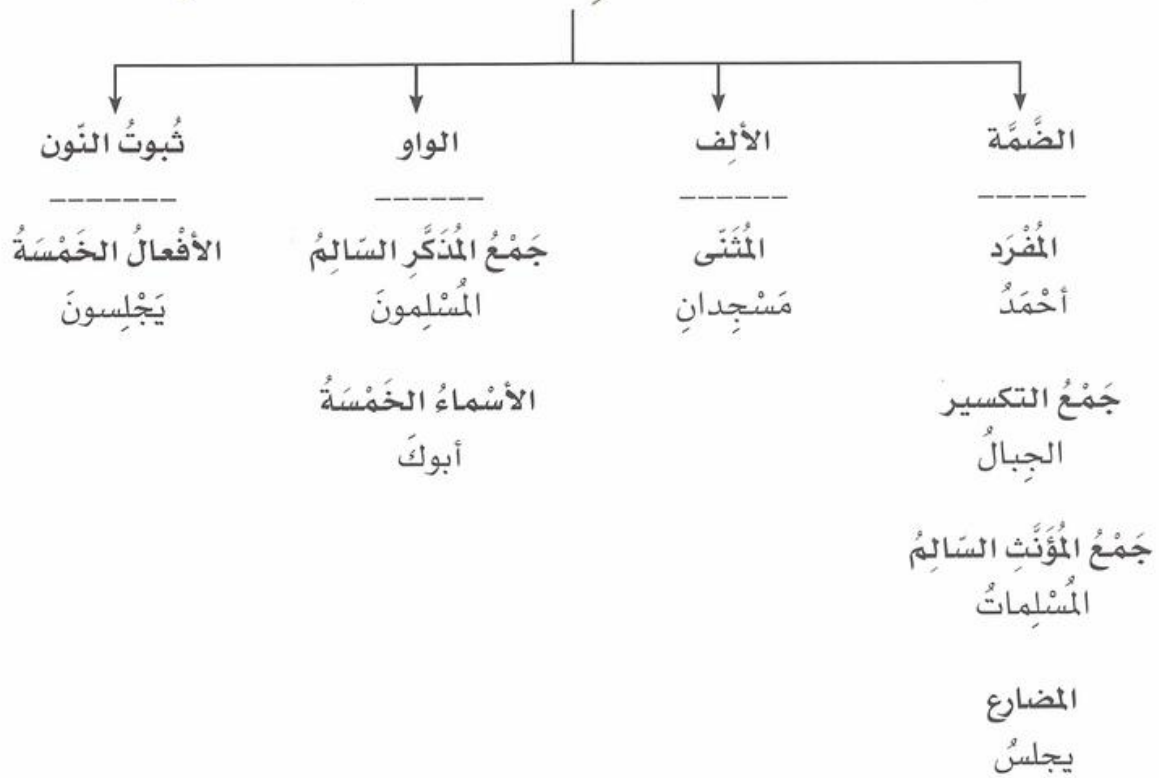 الضَّمَّة
الألِف
الواو
ثُبوتُ النّون
المُفْرَد
المُثَنّى
جَمْعُ المُذَكَّرِ السّالِمُ
الأفْعالُ الخَمْسَةُ
أحْمَدُ
مَسْجِدانِ
المُسْلِمونَ
يَجْلِسونَ
جَمْعُ التكسير
الأسْماءُ الخَمْسَةُ
الجِبالُ
أبوكَ
جَمْعُ المُؤَنَّثِ السّالِمُ
المُسْلِماتُ
المضارع
يجلسُ